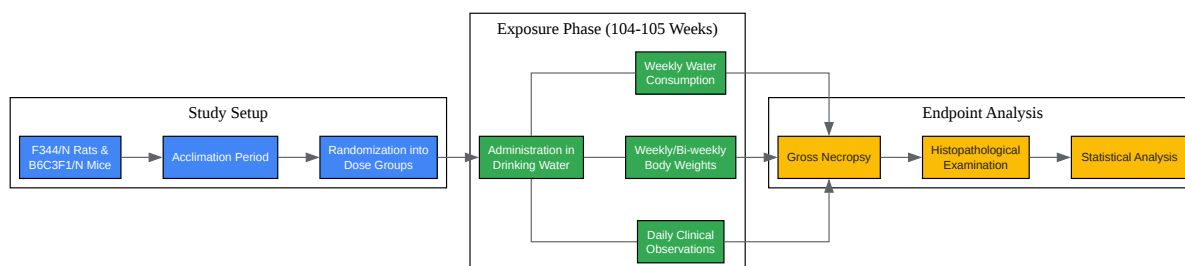 Study Setup
F344/N Rats &
B6C3F1/N Mice
Acclimation Period
Randomization into
Dose Groups
Exposure Phase (104-105 Weeks)
Administration in
Drinking Water
Weekly Water
Consumption
Weekly/Bi-weekly
Body Weights
Daily Clinical
Observations
Endpoint Analysis
Gross Necropsy
Histopathological
Examination
Statistical Analysis